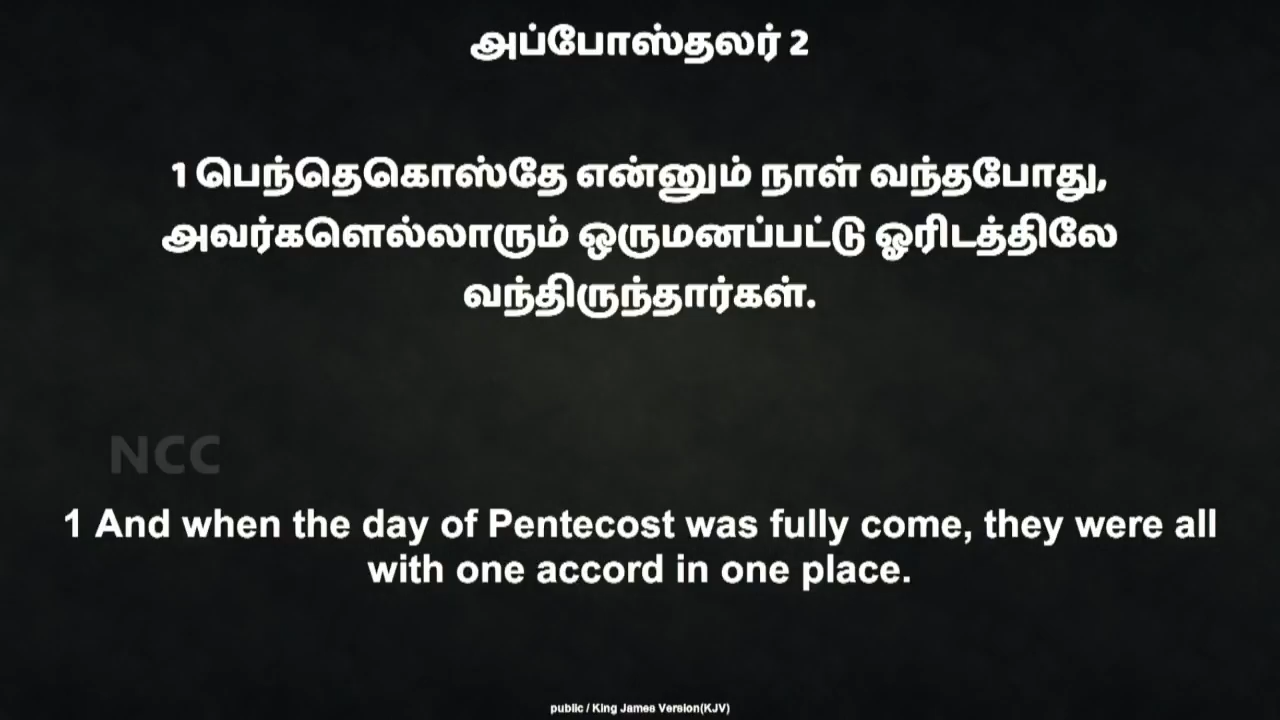 அப்போஸ்தலர் 2
1 பெந்தெகொஸ்தே என்னும் நாள் வந்தபோது,
அவர்களெல்லாரும் ஒருமனப்பட்டு ஓரிடத்திலே
வந்திருந்தார்கள்.
NCC
1 And when the day of Pentecost was fully come, they were all
with one accord in one place.
public / King James Version(KJV)